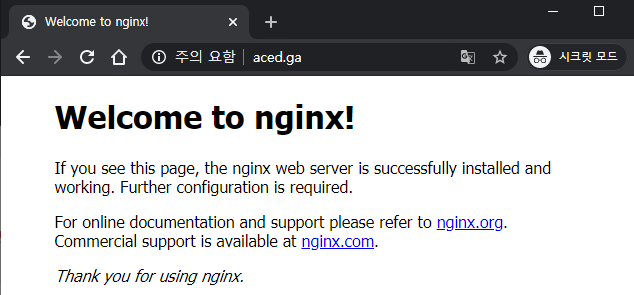 Welcome to nginx!
주의 요함
aced.ga
시크릿 모드
Welcome to nginx!
If you see this page, the nginx web server is successfully installed and
working. Further configuration is required.
For online documentation and support please refer to nginx.org.
Commercial support is available at nginx.com.
Thank you for using nginx.